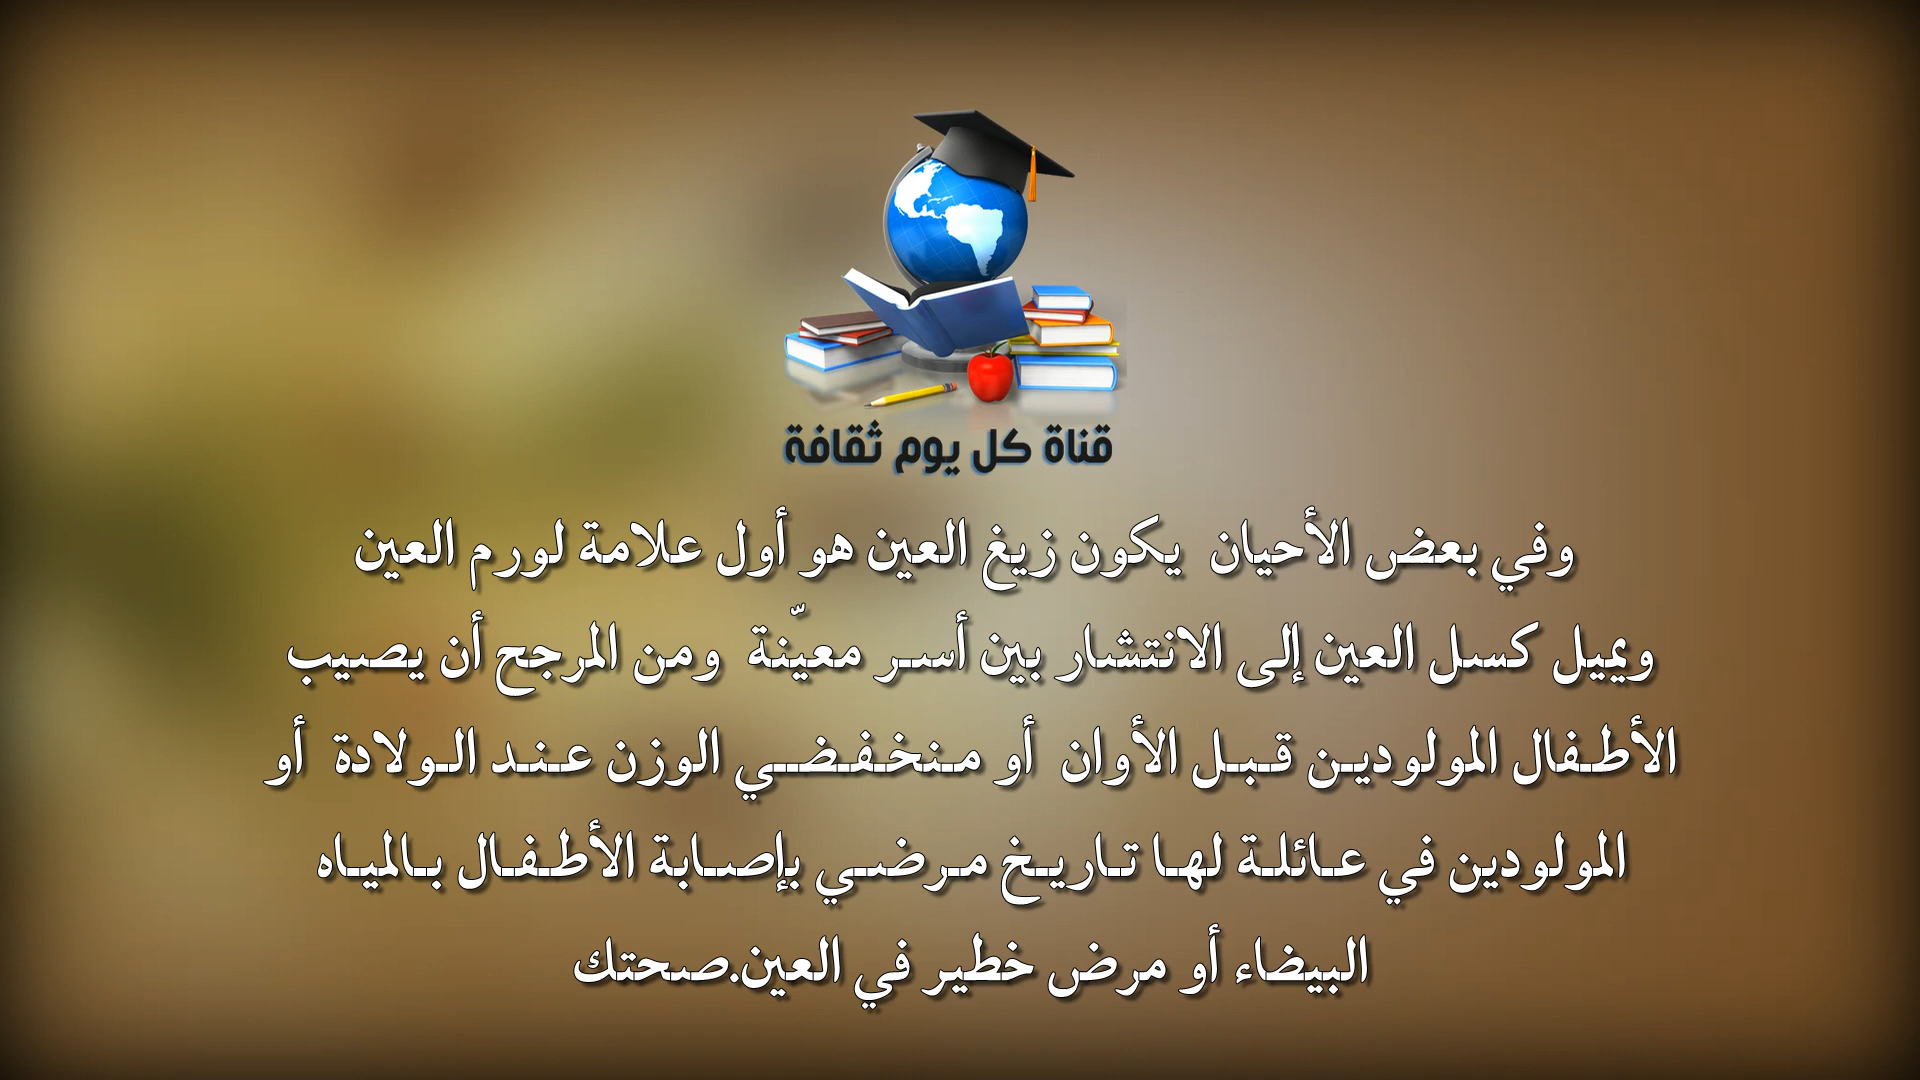 قناة كل يوم ثقافة
وفي بعض الأحيان يكون زيغ العين هو أول علامة لورم العين
ويميل كسل العين إلى الانتشار بين أسر معيّنة ومن المرجح أن يصيب
الأطفال المولودين قبل الأوان أو منخفضي الوزن عند الولادة أو
المولودين في عائلة لها تاريخ مرضي بإصابة الأطفال بالمياه
البيضاء أو مرض خطير في العين.صحتك